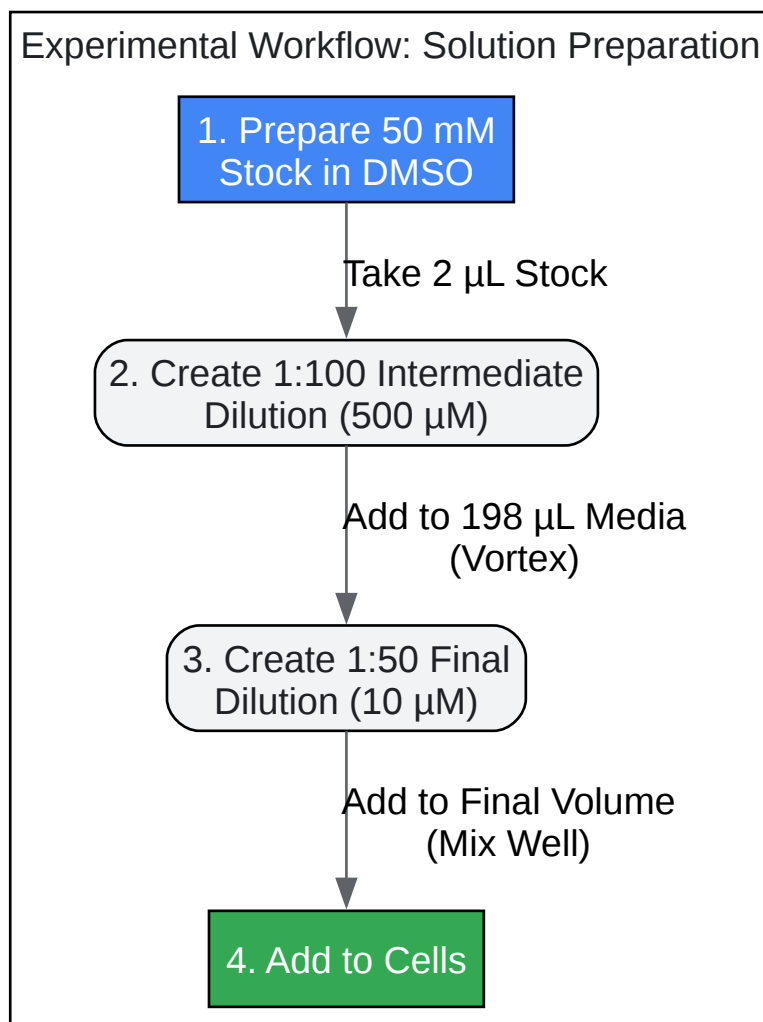 Experimental Workflow: Solution Preparation
1. Prepare 50 mM
Stock in DMSO
Take 2 µL Stock
2. Create 1:100 Intermediate
Dilution (500 µM)
Add to 198 µL Media
(Vortex)
3. Create 1:50 Final
Dilution (10 µM)
Add to Final Volume
(Mix Well)
4. Add to Cells